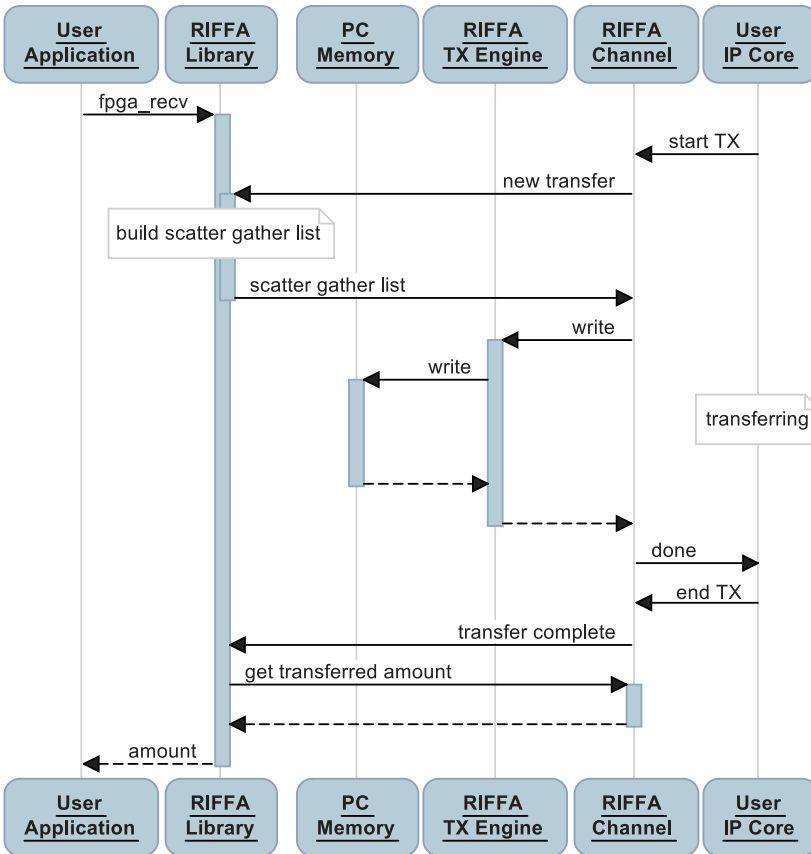 User
Application
RIFFA
Library
PC
Memory
RIFFA
TX Engine
RIFFA
Channel
User
IP Core
fpga_recv
start TX
new transfer
build scatter gather list
scatter gather list
write
write
transferring
done
end TX
transfer complete
get transferred amount
amount
User
Application
RIFFA
Library
PC
Memory
RIFFA
TX Engine
RIFFA
Channel
User
IP Core